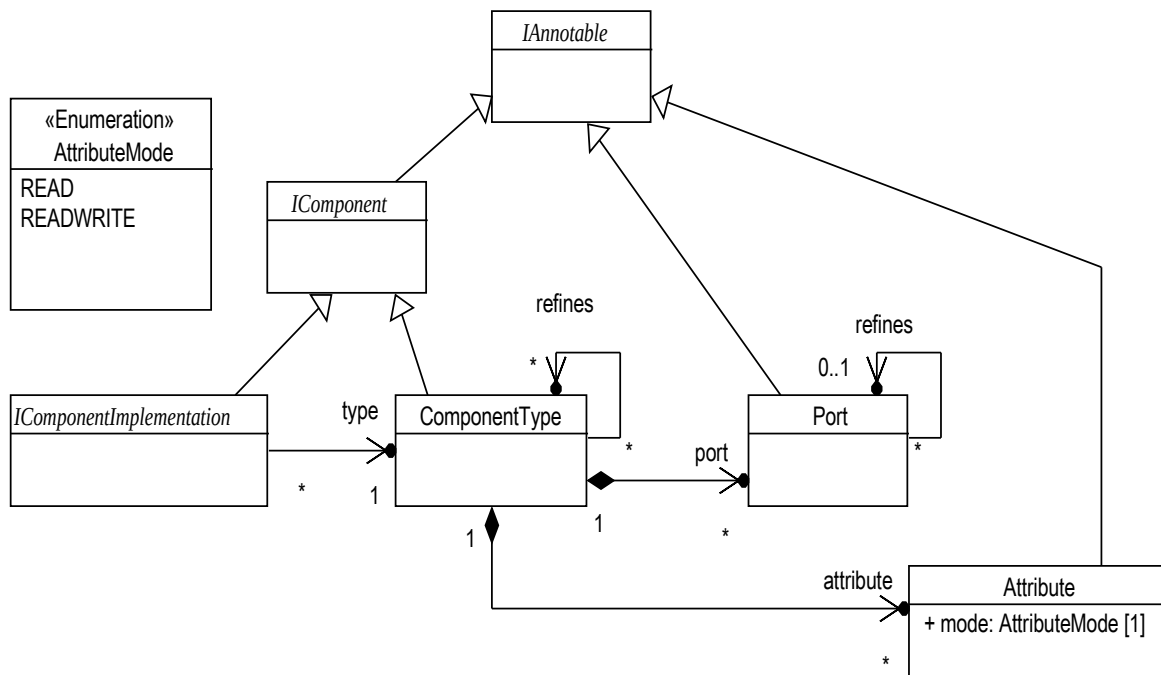 IAnnotable
«Enumeration»
AttributeMode
READ
READWRITE
IComponent
refines
*
*
refines
0..1
*
IComponentImplementation
type
*
1
ComponentType
Port
port
1
*
1
attribute
*
Attribute
+ mode: AttributeMode [1]